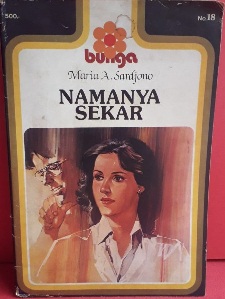 500,
No.18
bunga
Maria A. Sardjono
NAMANYA
SEKAR